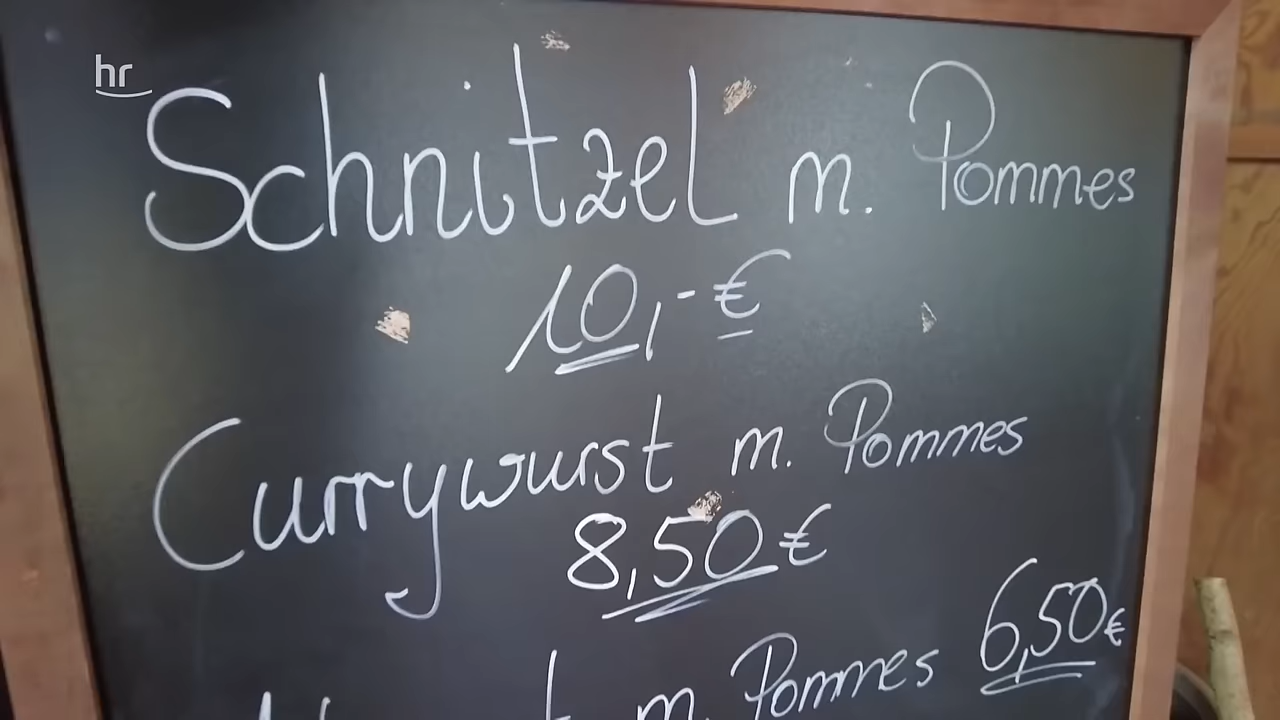 hr
Schnitzel m. Pommes
10,-€
Currywurst m. Pommes
8,50€
m. Pommes 6,50€